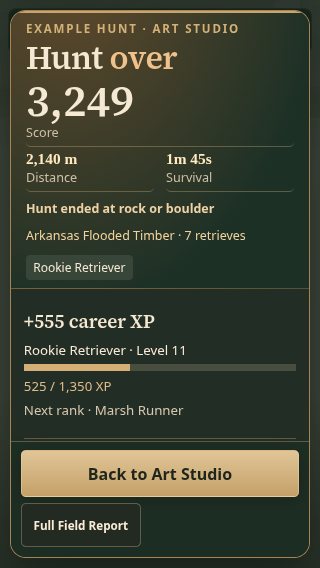 EXAMPLE HUNT · ART STUDIO
Hunt over
3,249
Score
2,140 m
Distance
1m 45s
Survival
Hunt ended at rock or boulder
Arkansas Flooded Timber · 7 retrieves
Rookie Retriever
+555 career XP
Rookie Retriever · Level 11
525 / 1,350 XP
Next rank · Marsh Runner
Back to Art Studio
Full Field Report